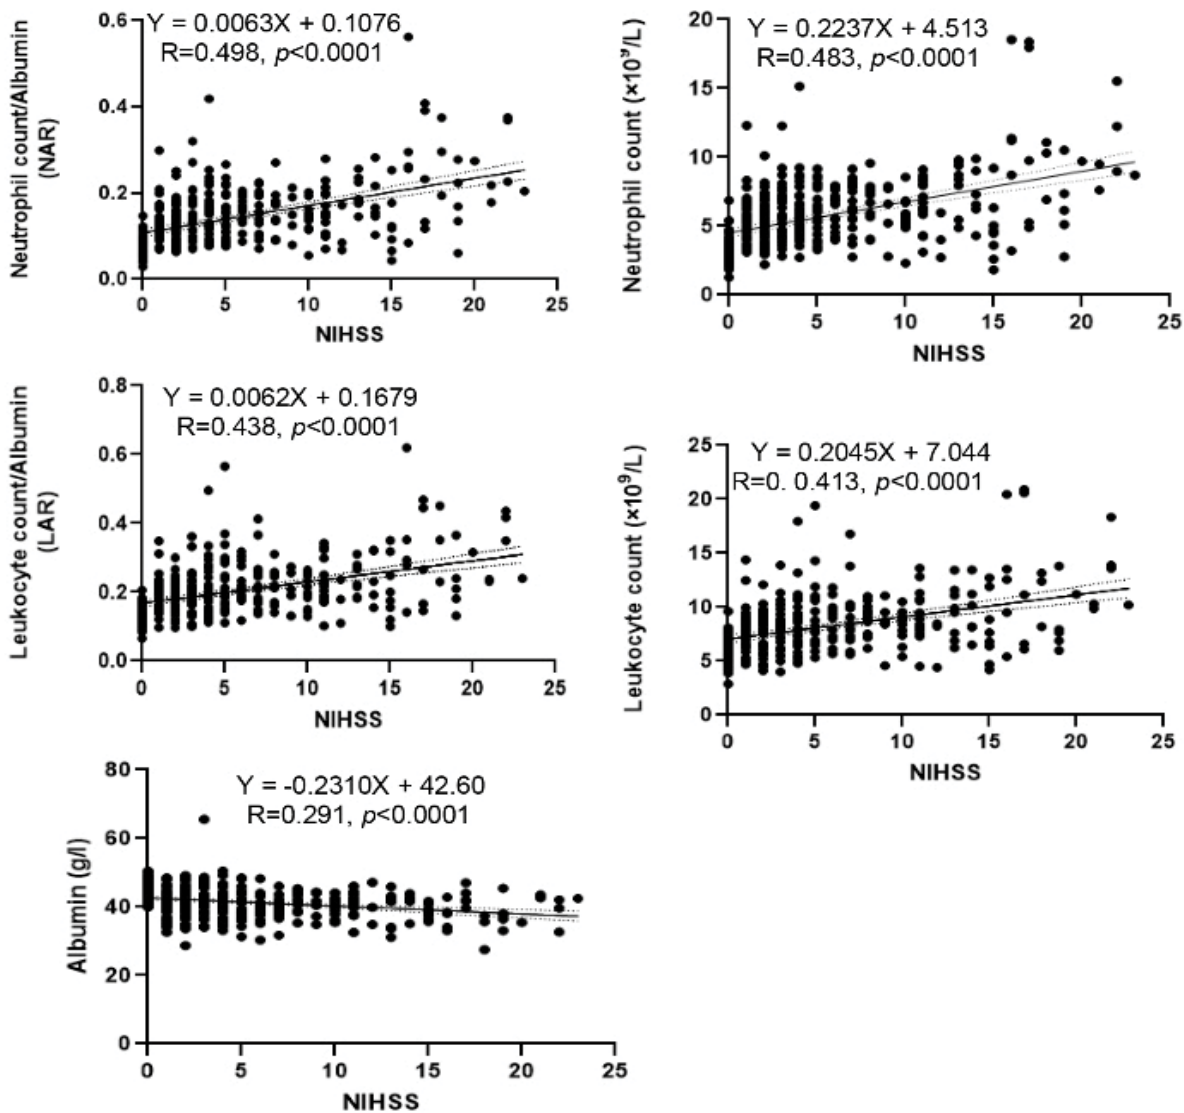 Y = 0.0063X + 0.1076
R=0.498, p<0.0001
Neutrophil count/Albumin
(NAR)
0.6
0.4
0.2
0.0
0 5 10 15 20 25
NIHSS
Y = 0.2237X + 4.513
R=0.483, p<0.0001
Neutrophil count (×10⁹/L)
20
15
10
5
0
0 5 10 15 20 25
NIHSS
Y = 0.0062X + 0.1679
R=0.438, p<0.0001
Leukocyte count/Albumin
(LAR)
0.8
0.6
0.4
0.2
0.0
0 5 10 15 20 25
NIHSS
Y = 0.2045X + 7.044
R=0. 0.413, p<0.0001
Leukocyte count (×10⁹/L)
25
20
15
10
5
0
0 5 10 15 20 25
NIHSS
Y = -0.2310X + 42.60
R=0.291, p<0.0001
Albumin (g/l)
80
60
40
20
0
0 5 10 15 20 25
NIHSS